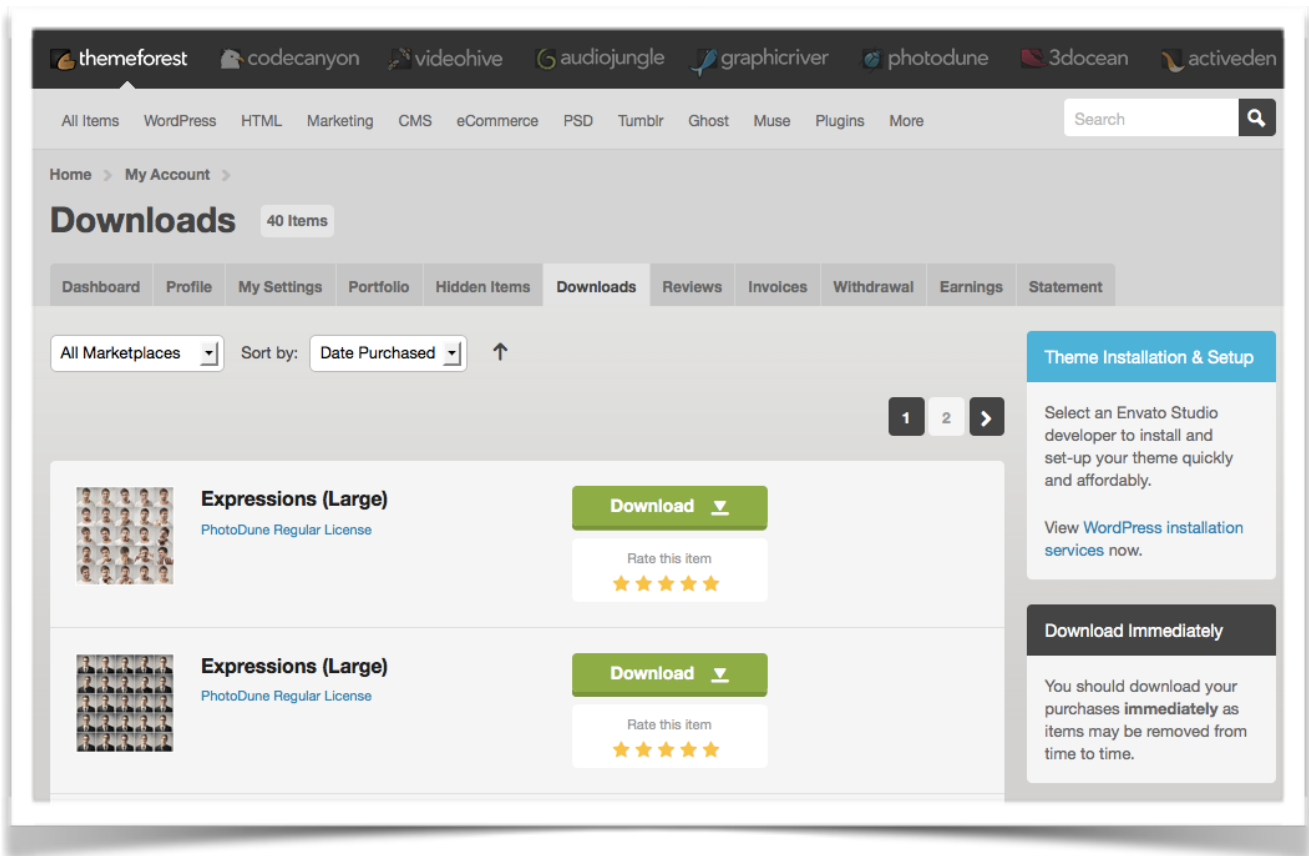 themeforest codecanyon videohive audiojungle graphicriver photodune 3docean activeden
All Items WordPress HTML Marketing CMS eCommerce PSD Tumblr Ghost Muse Plugins More Search
Home My Account
Downloads 40 Items
Dashboard Profile My Settings Portfolio Hidden Items Downloads Reviews Invoices Withdrawal Earnings Statement
All Marketplaces Sort by: Date Purchased
1 2
Expressions (Large)
PhotoDune Regular License
Download
Rate this item
Expressions (Large)
PhotoDune Regular License
Download
Rate this item
Theme Installation & Setup
Select an Envato Studio
developer to install and
set-up your theme quickly
and affordably.
View WordPress installation
services now.
Download Immediately
You should download your
purchases immediately as
items may be removed from
time to time.